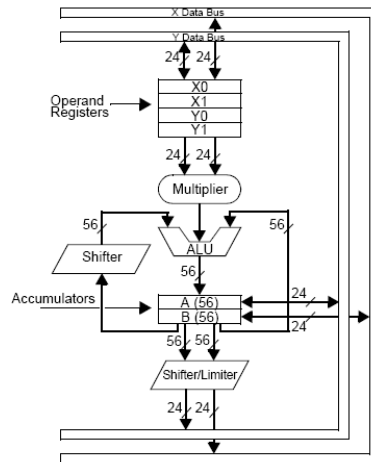 X Data Bus
Y Data Bus
24 24
X0
X1
Y0
Y1
Operand
Registers
24 24
Multiplier
56
56
Shifter
ALU
56
Accumulators
A (56)
B (56)
24
24
56 56
Shifter/Limiter
24 24